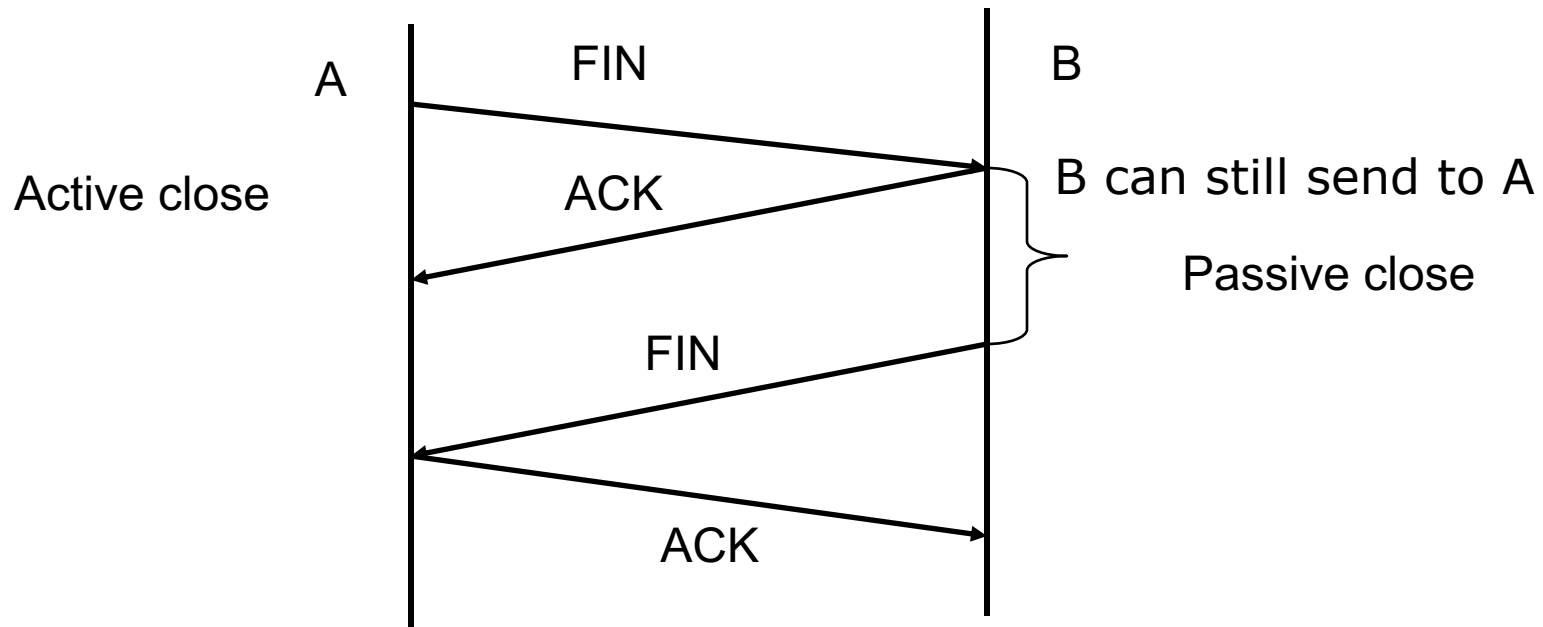 A
FIN
B
Active close
ACK
B can still send to A
Passive close
FIN
ACK